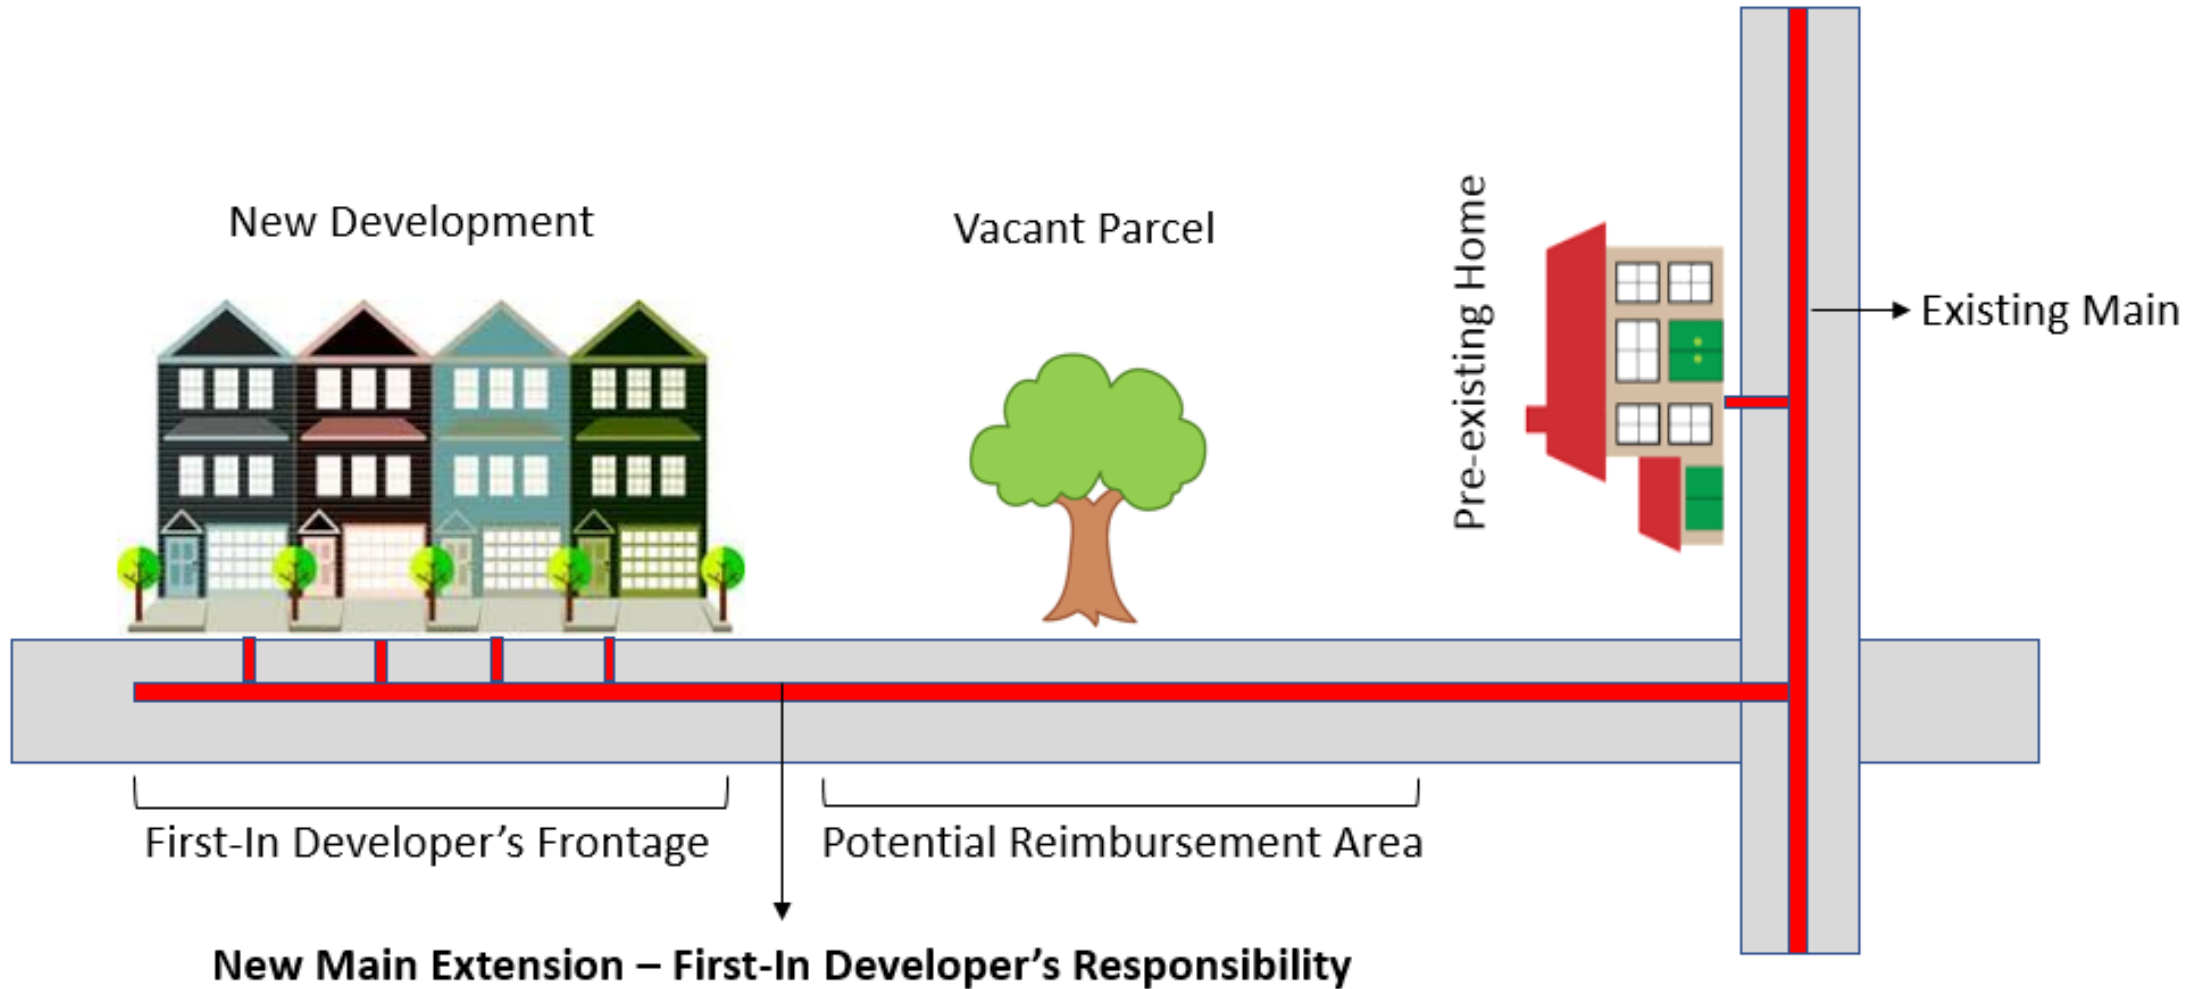 New Development
Vacant Parcel
Pre-existing Home
Existing Main
First-In Developer’s Frontage
Potential Reimbursement Area
New Main Extension – First-In Developer’s Responsibility